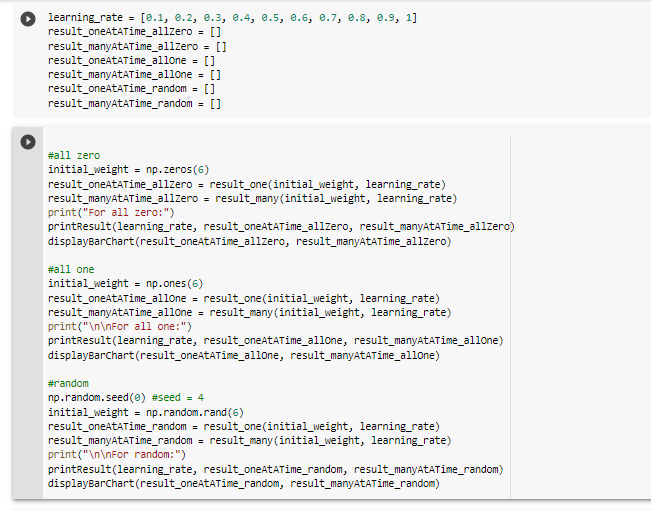 learning_rate = [0.1, 0.2, 0.3, 0.4, 0.5, 0.6, 0.7, 0.8, 0.9, 1]
result_oneAtATime_allZero = []
result_manyAtATime_allZero = []
result_oneAtATime_allOne = []
result_manyAtATime_allOne = []
result_oneAtATime_random = []
result_manyAtATime_random = []
#all zero
initial_weight = np.zeros(6)
result_oneAtATime_allZero = result_one(initial_weight, learning_rate)
result_manyAtATime_allZero = result_many(initial_weight, learning_rate)
print("For all zero:")
printResult(learning_rate, result_oneAtATime_allZero, result_manyAtATime_allZero)
displayBarChart(result_oneAtATime_allZero, result_manyAtATime_allZero)
#all one
initial_weight = np.ones(6)
result_oneAtATime_allOne = result_one(initial_weight, learning_rate)
result_manyAtATime_allOne = result_many(initial_weight, learning_rate)
print("\n\nFor all one:")
printResult(learning_rate, result_oneAtATime_allOne, result_manyAtATime_allOne)
displayBarChart(result_oneAtATime_allOne, result_manyAtATime_allOne)
#random
np.random.seed(0) #seed = 4
initial_weight = np.random.rand(6)
result_oneAtATime_random = result_one(initial_weight, learning_rate)
result_manyAtATime_random = result_many(initial_weight, learning_rate)
print("\n\nFor random:")
printResult(learning_rate, result_oneAtATime_random, result_manyAtATime_random)
displayBarChart(result_oneAtATime_random, result_manyAtATime_random)